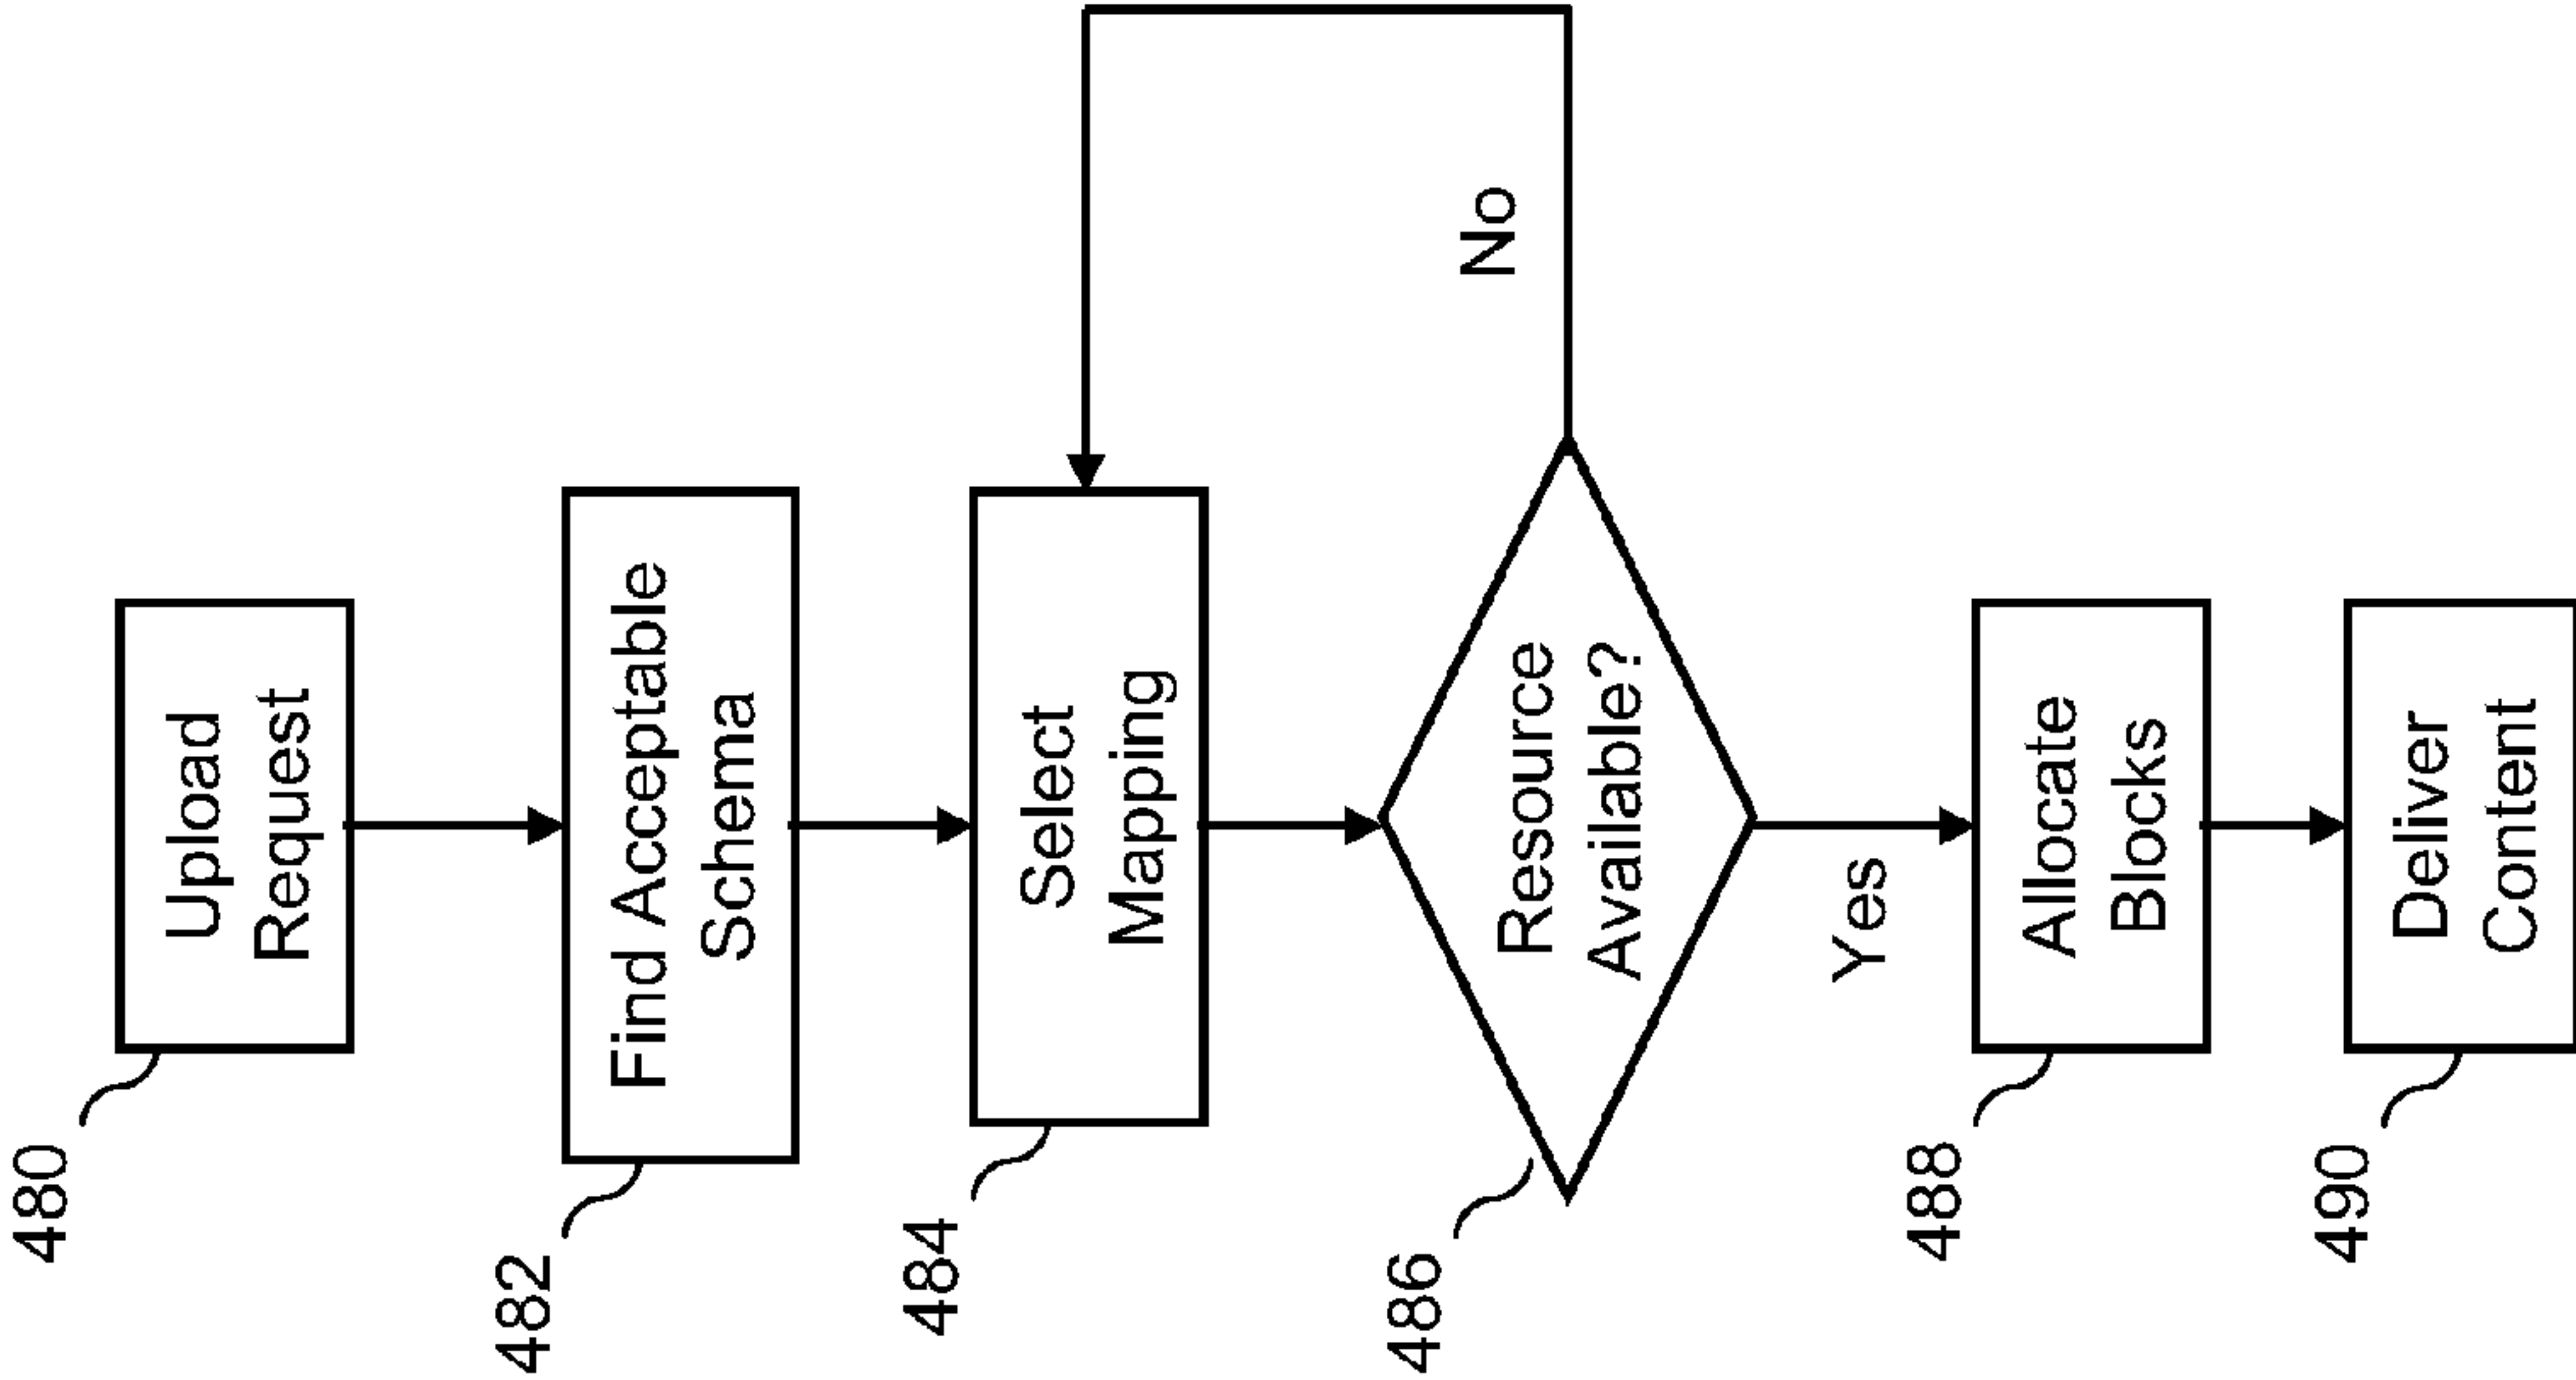 480
Upload
Request
482
Find Acceptable
Schema
484
Select
Mapping
486
Resource
Available?
No
Yes
488
Allocate
Blocks
490
Deliver
Content